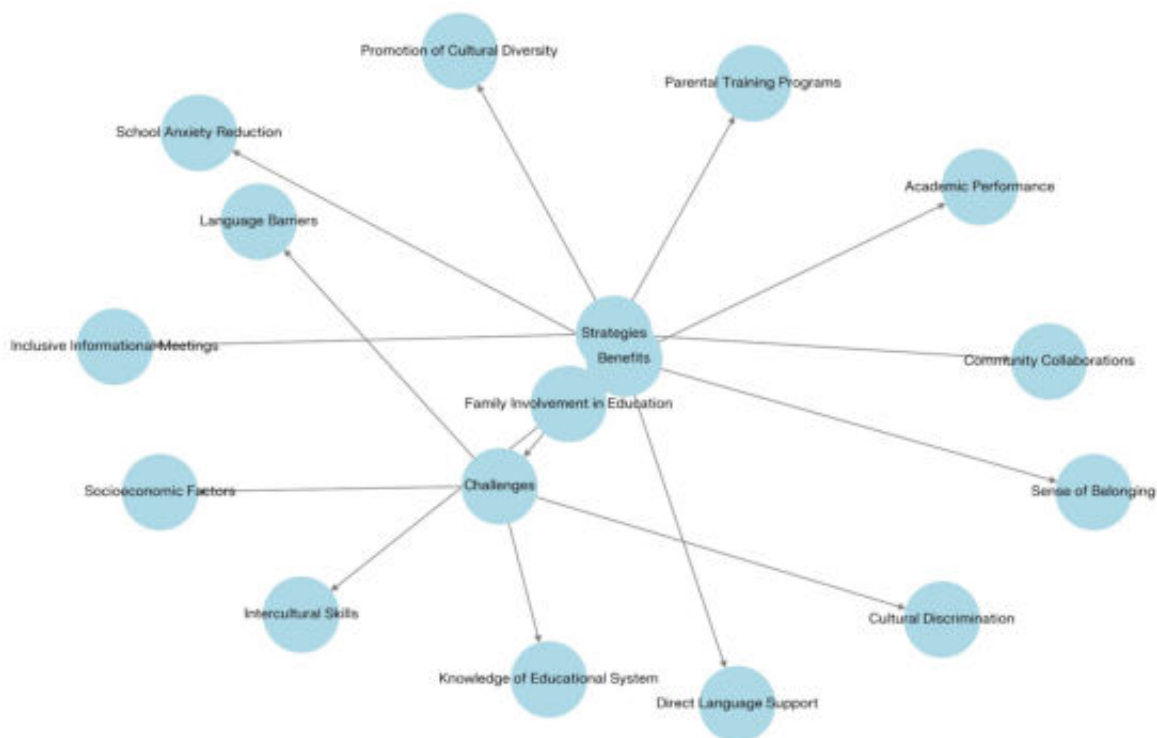 Promotion of Cultural Diversity
Parental Training Programs
School Anxiety Reduction
Academic Performance
Language Barriers
Strategies
Inclusive Informational Meetings
Benefits
Community Collaborations
Family Involvement in Education
Socioeconomic Factors
Challenges
Sense of Belonging
Intercultural Skills
Cultural Discrimination
Knowledge of Educational System
Direct Language Support